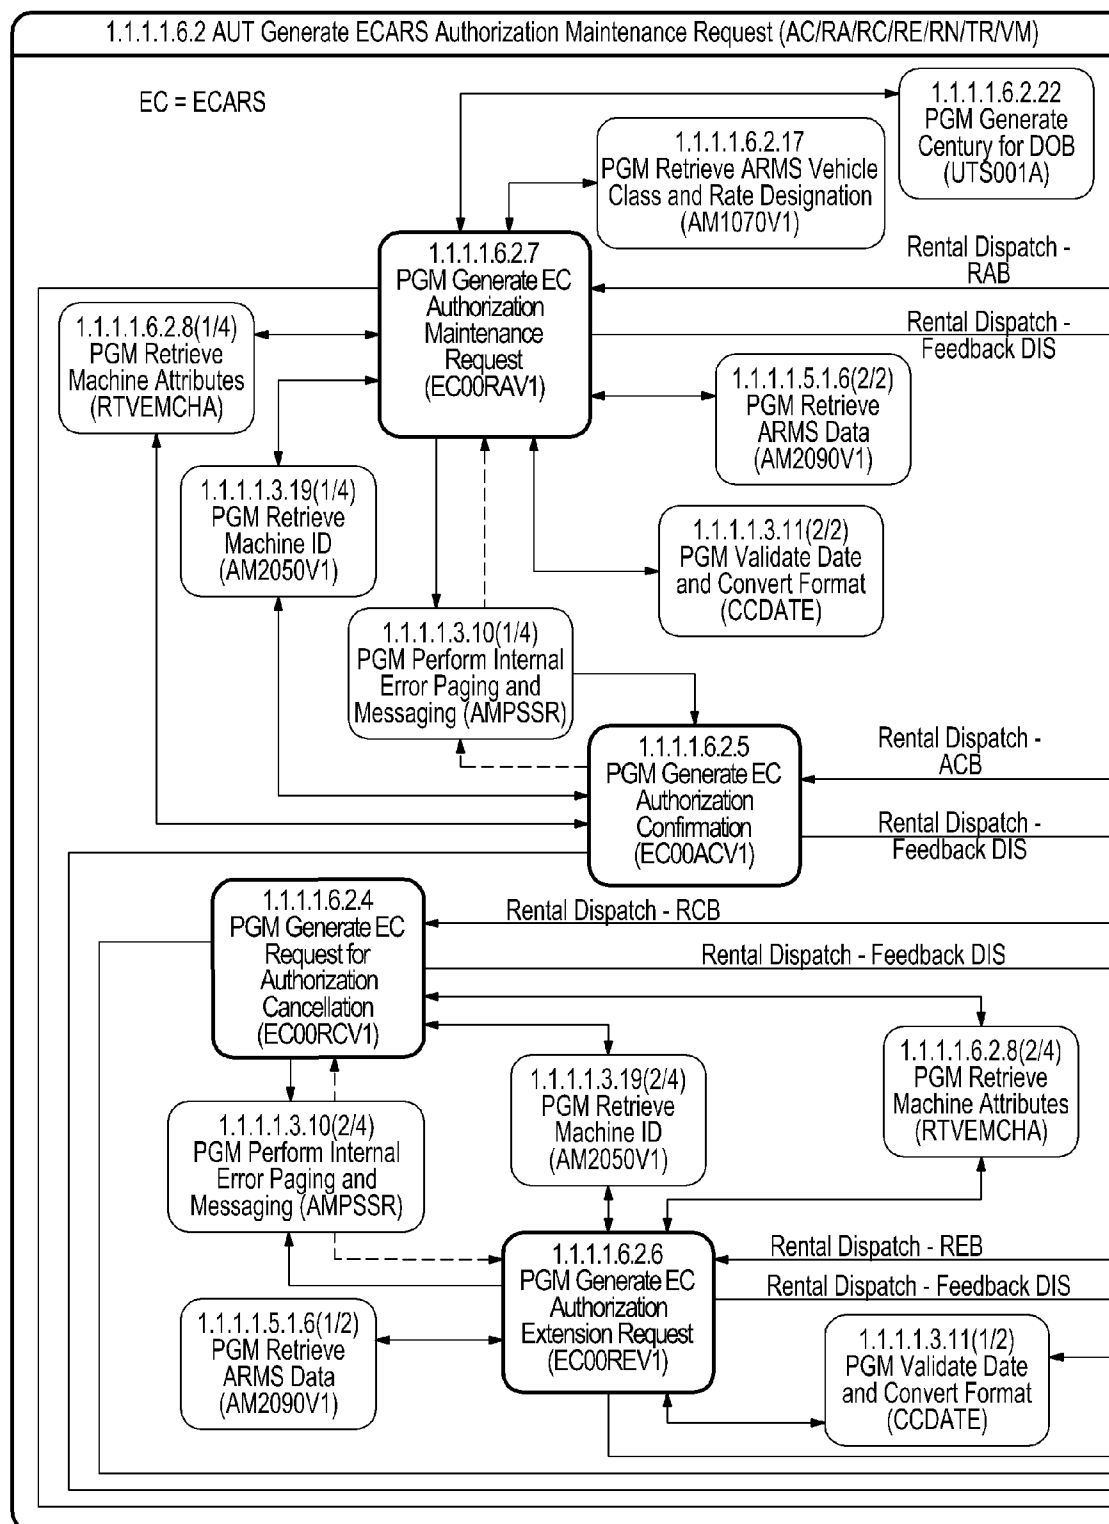 1.1.1.1.6.2 AUT Generate ECARS Authorization Maintenance Request (AC/RA/RC/RE/RN/TR/VM)
EC = ECARS
1.1.1.1.6.2.22
PGM Generate
Century for DOB
(UTS001A)
1.1.1.1.6.2.17
PGM Retrieve ARMS Vehicle
Class and Rate Designation
(AM1070V1)
1.1.1.1.6.2.7
PGM Generate EC
Authorization
Maintenance
Request
(EC00RAV1)
Rental Dispatch -
RAB
Rental Dispatch -
Feedback DIS
1.1.1.1.6.2.8(1/4)
PGM Retrieve
Machine Attributes
(RTVEMCHA)
1.1.1.1.5.1.6(2/2)
PGM Retrieve
ARMS Data
(AM2090V1)
1.1.1.1.3.19(1/4)
PGM Retrieve
Machine ID
(AM2050V1)
1.1.1.1.3.11(2/2)
PGM Validate Date
and Convert Format
(CCDATE)
1.1.1.1.3.10(1/4)
PGM Perform Internal
Error Paging and
Messaging (AMPSSR)
1.1.1.1.6.2.5
PGM Generate EC
Authorization
Confirmation
(EC00ACV1)
Rental Dispatch -
ACB
Rental Dispatch -
Feedback DIS
1.1.1.1.6.2.4
PGM Generate EC
Request for
Authorization
Cancellation
(EC00RCV1)
Rental Dispatch - RCB
Rental Dispatch - Feedback DIS
1.1.1.1.3.19(2/4)
PGM Retrieve
Machine ID
(AM2050V1)
1.1.1.1.6.2.8(2/4)
PGM Retrieve
Machine Attributes
(RTVEMCHA)
1.1.1.1.3.10(2/4)
PGM Perform Internal
Error Paging and
Messaging (AMPSSR)
1.1.1.1.6.2.6
PGM Generate EC
Authorization
Extension Request
(EC00REV1)
Rental Dispatch - REB
Rental Dispatch - Feedback DIS
1.1.1.1.5.1.6(1/2)
PGM Retrieve
ARMS Data
(AM2090V1)
1.1.1.1.3.11(1/2)
PGM Validate Date
and Convert Format
(CCDATE)